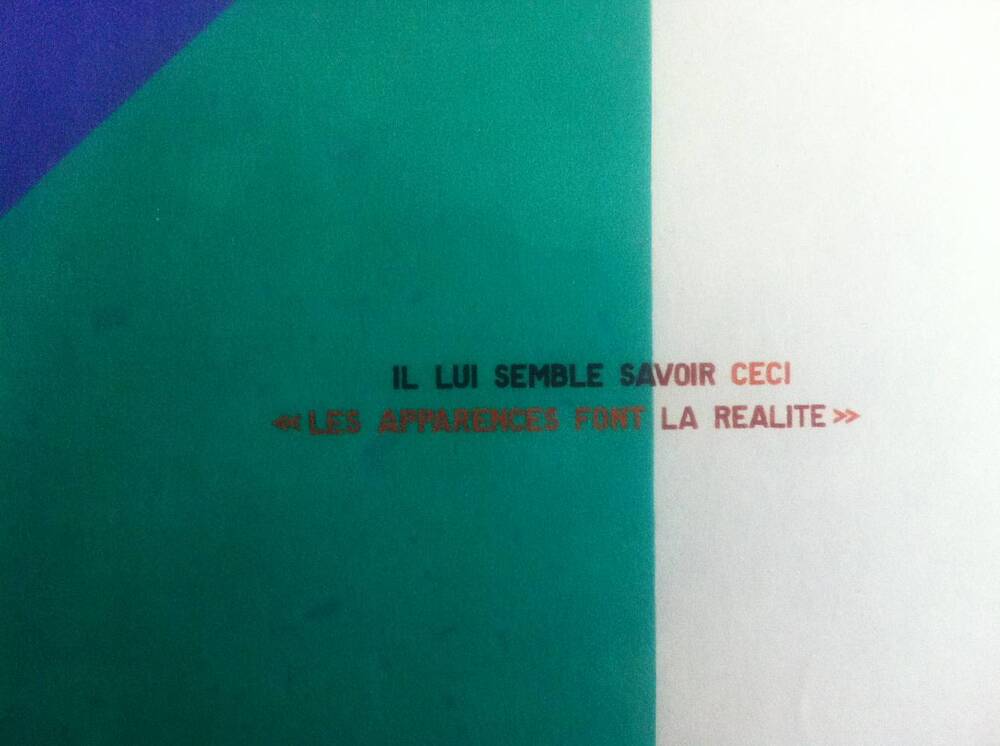 IL LUI SEMBLE SAVOIR CECI
«LES APPARENCES FONT LA REALITE»